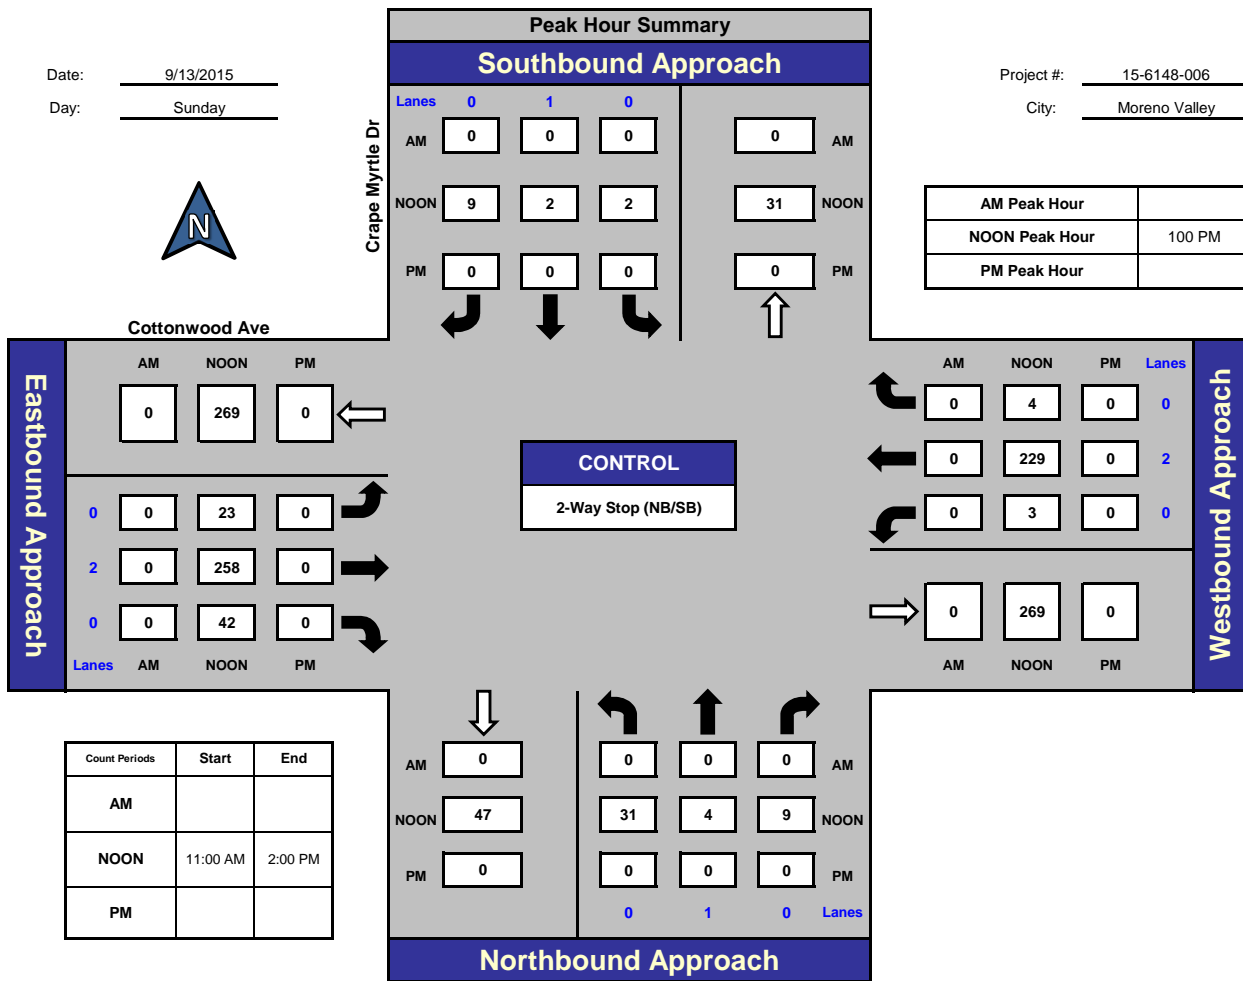 Peak Hour Summary
Southbound Approach
Date: 9/13/2015
Day: Sunday
Project #: 15-6148-006
City: Moreno Valley
N
Crape Myrtle Dr
Lanes 0 1 0
AM 0 0 0 0 AM
NOON 9 2 2 31 NOON
PM 0 0 0 0 PM
AM Peak Hour
NOON Peak Hour 100 PM
PM Peak Hour
Cottonwood Ave
Eastbound Approach
AM NOON PM
0 269 0
0 0 23 0
2 0 258 0
0 0 42 0
Lanes AM NOON PM
CONTROL
2-Way Stop (NB/SB)
AM NOON PM Lanes
0 4 0 0
0 229 0 2
0 3 0 0
0 269 0
AM NOON PM
Westbound Approach
Count Periods Start End
AM
NOON 11:00 AM 2:00 PM
PM
AM 0 0 0 0 AM
NOON 47 31 4 9 NOON
PM 0 0 0 0 PM
0 1 0 Lanes
Northbound Approach